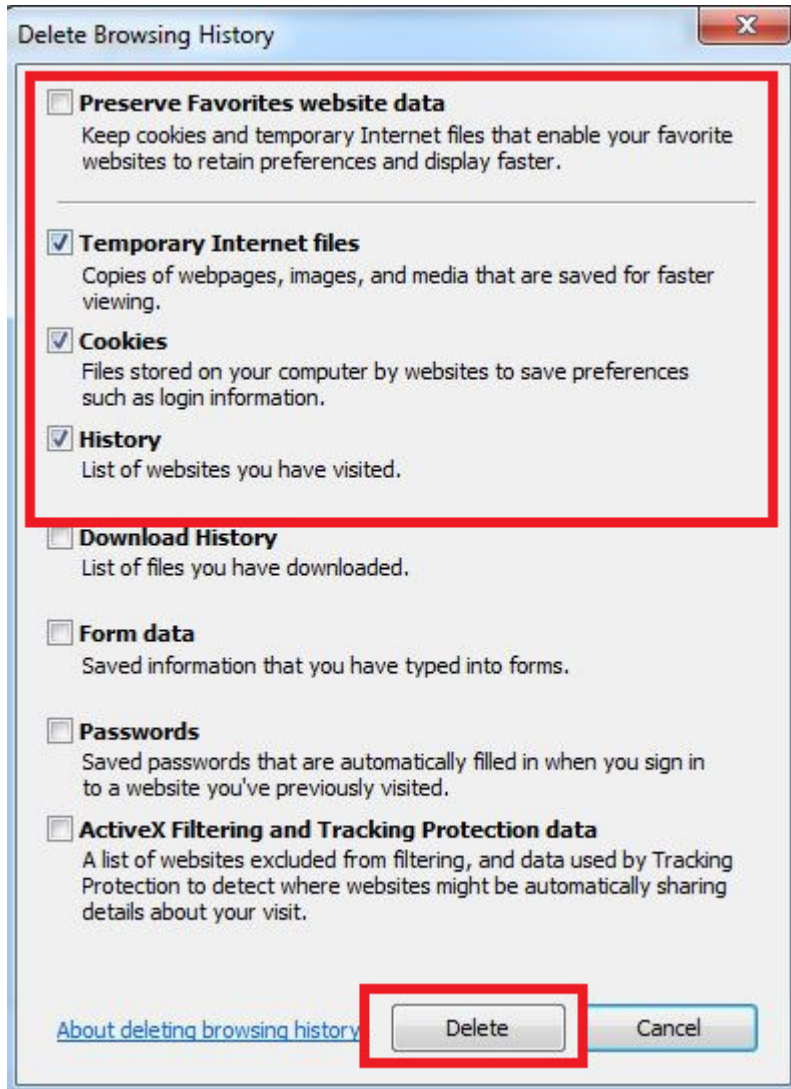 Delete Browsing History
Preserve Favorites website data
Keep cookies and temporary Internet files that enable your favorite
websites to retain preferences and display faster.
Temporary Internet files
Copies of webpages, images, and media that are saved for faster
viewing.
Cookies
Files stored on your computer by websites to save preferences
such as login information.
History
List of websites you have visited.
Download History
List of files you have downloaded.
Form data
Saved information that you have typed into forms.
Passwords
Saved passwords that are automatically filled in when you sign in
to a website you've previously visited.
ActiveX Filtering and Tracking Protection data
A list of websites excluded from filtering, and data used by Tracking
Protection to detect where websites might be automatically sharing
details about your visit.
About deleting browsing history
Delete
Cancel